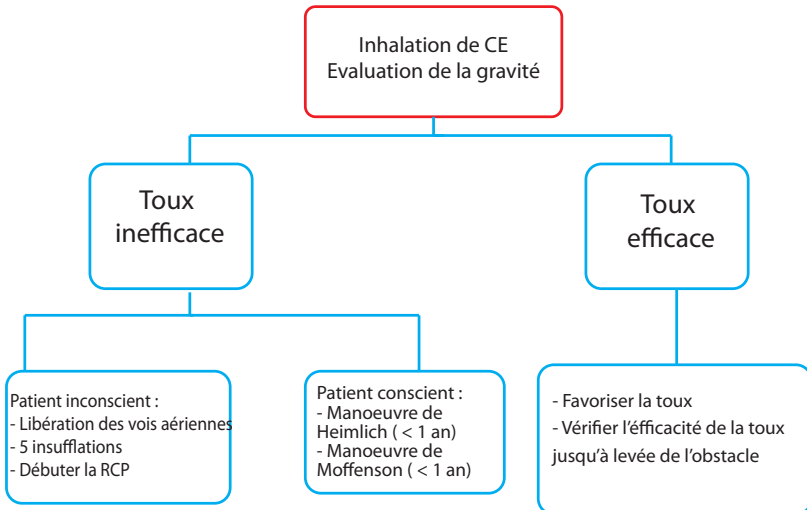 Inhalation de CE
Evaluation de la gravité
Toux
inefficace
Toux
efficace
Patient inconscient :
- Libération des vois aériennes
- 5 insufflations
- Débuter la RCP
Patient conscient :
- Manoeuvre de
Heimlich ( < 1 an)
- Manoeuvre de
Moffenson ( < 1 an)
- Favoriser la toux
- Vérifier l'éfficacité de la toux
jusqu'à levée de l'obstacle